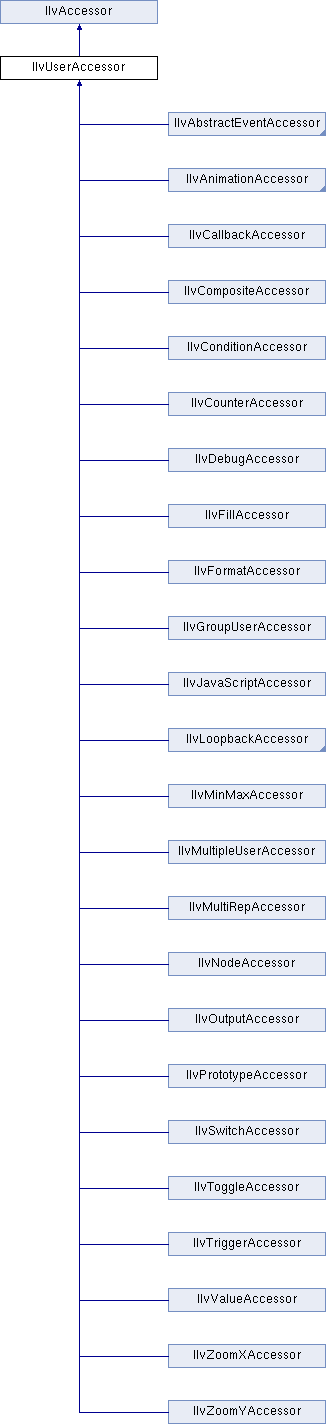 IlvAccessor
IlvUserAccessor
IlvAbstractEventAccessor
IlvAnimationAccessor
IlvCallbackAccessor
IlvCompositeAccessor
IlvConditionAccessor
IlvCounterAccessor
IlvDebugAccessor
IlvFillAccessor
IlvFormatAccessor
IlvGroupUserAccessor
IlvJavaScriptAccessor
IlvLoopbackAccessor
IlvMinMaxAccessor
IlvMultipleUserAccessor
IlvMultiRepAccessor
IlvNodeAccessor
IlvOutputAccessor
IlvPrototypeAccessor
IlvSwitchAccessor
IlvToggleAccessor
IlvTriggerAccessor
IlvValueAccessor
IlvZoomXAccessor
IlvZoomYAccessor